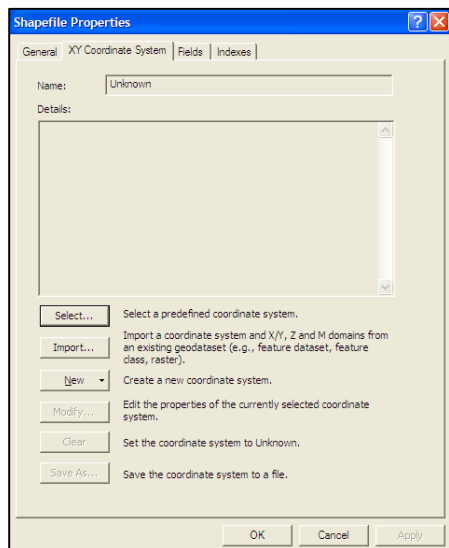 Shapefile Properties
General XY Coordinate System Fields Indexes
Name: Unknown
Details:
Select... Select a predefined coordinate system.
Import a coordinate system and X/Y, Z and M domains from
Import... an existing geodataset (e.g., feature dataset, feature
class, raster).
New Create a new coordinate system.
Edit the properties of the currently selected coordinate
Modify... system.
Clear Set the coordinate system to Unknown.
Save As... Save the coordinate system to a file.
OK Cancel Apply